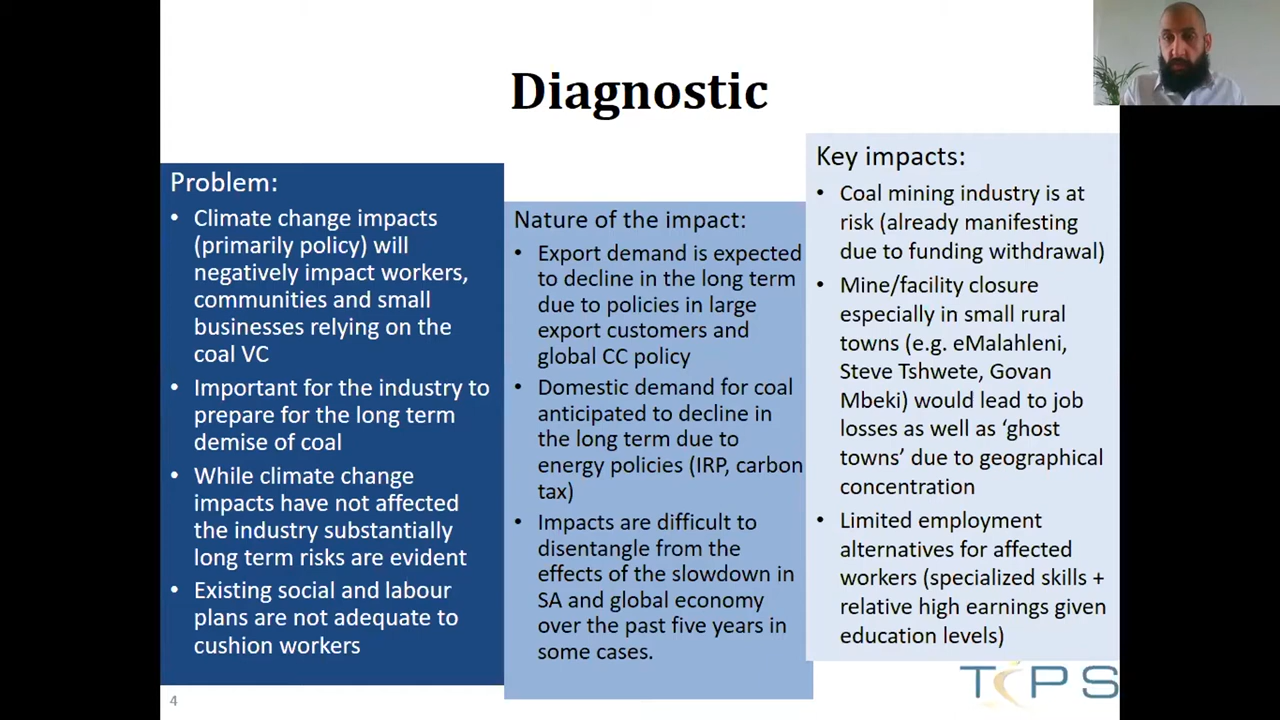 Diagnostic
Problem:
• Climate change impacts
(primarily policy) will
negatively impact workers,
communities and small
businesses relying on the
coal VC
• Important for the industry to
prepare for the long term
demise of coal
• While climate change
impacts have not affected
the industry substantially
long term risks are evident
• Existing social and labour
plans are not adequate to
cushion workers
Nature of the impact:
• Export demand is expected
to decline in the long term
due to policies in large
export customers and
global CC policy
• Domestic demand for coal
anticipated to decline in
the long term due to
energy policies (IRP, carbon
tax)
• Impacts are difficult to
disentangle from the
effects of the slowdown in
SA and global economy
over the past five years in
some cases.
Key impacts:
• Coal mining industry is at
risk (already manifesting
due to funding withdrawal)
• Mine/facility closure
especially in small rural
towns (e.g. eMalahleni,
Steve Tshwete, Govan
Mbeki) would lead to job
losses as well as ‘ghost
towns’ due to geographical
concentration
• Limited employment
alternatives for affected
workers (specialized skills +
relative high earnings given
education levels)
4
TIPS